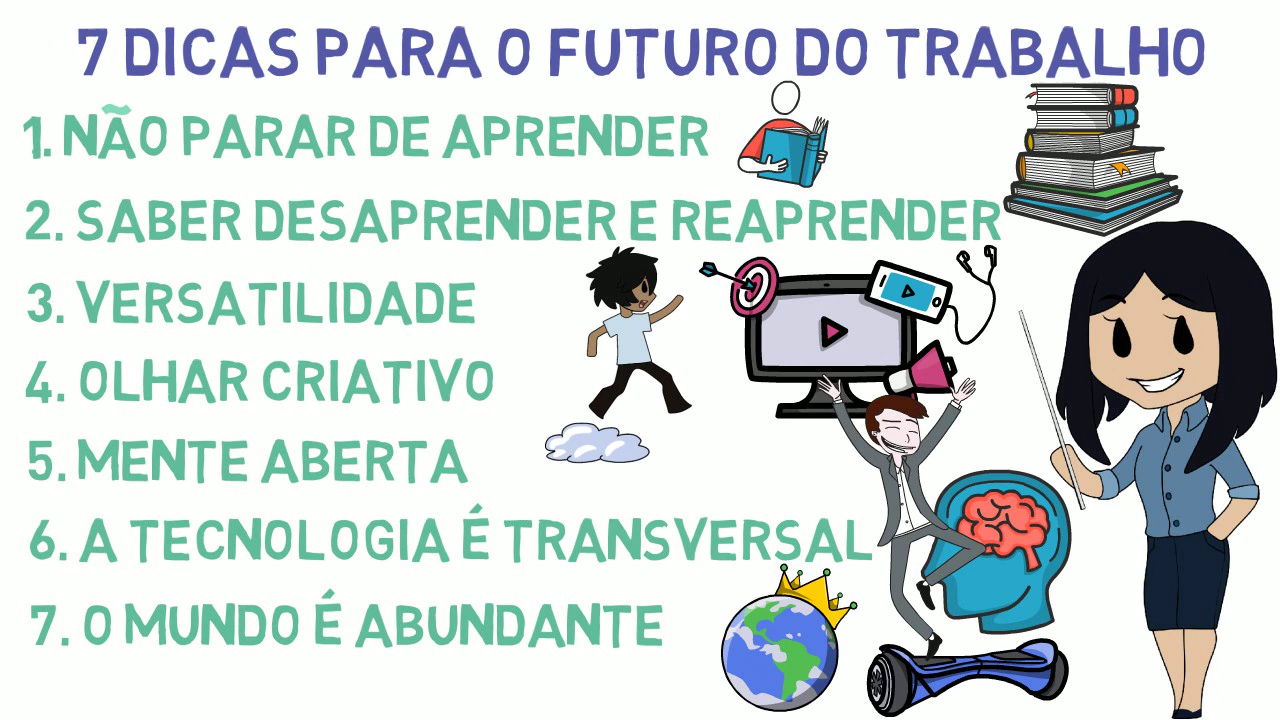 7 DICAS PARA O FUTURO DO TRABALHO
1. NÃO PARAR DE APRENDER
2. SABER DESAPRENDER E REAPRENDER
3. VERSATILIDADE
4. OLHAR CRIATIVO
5. MENTE ABERTA
6. A TECNOLOGIA É TRANSVERSAL
7. O MUNDO É ABUNDANTE